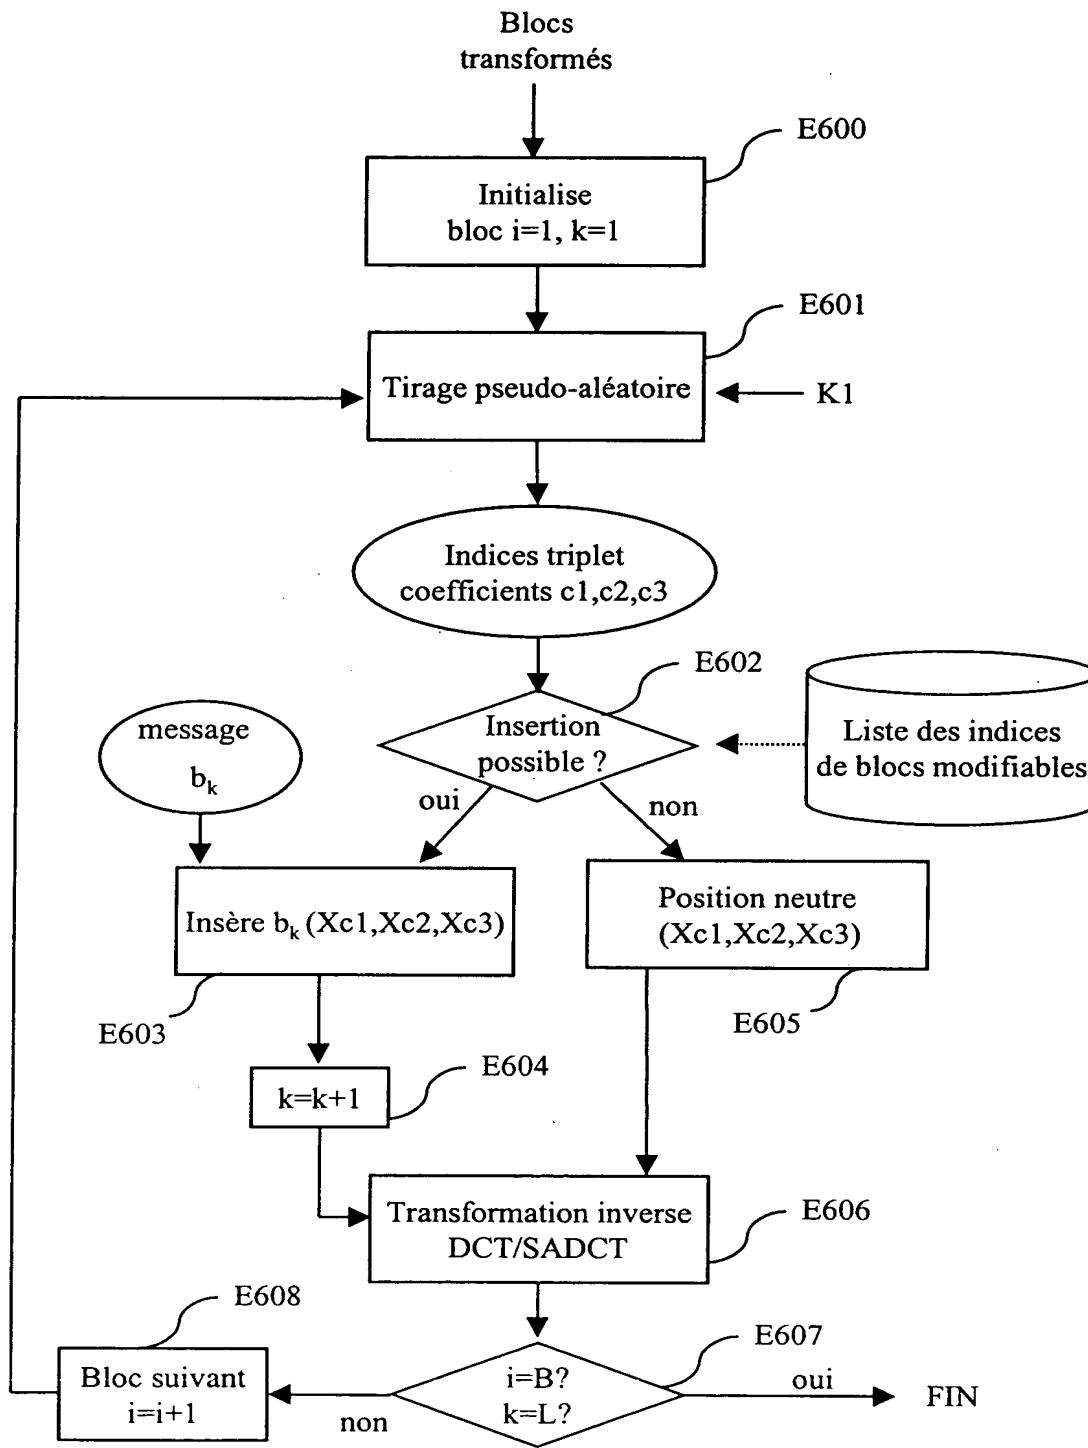 Blocs
transformés
E600
Initialise
bloc i=1, k=1
E601
Tirage pseudo-aléatoire
K1
Indices triplet
coefficients c1,c2,c3
E602
Insertion
possible ?
Liste des indices
de blocs modifiables
message
b_k
oui
non
Insère b_k (Xc1,Xc2,Xc3)
Position neutre
(Xc1,Xc2,Xc3)
E603
E605
E604
k=k+1
Transformation inverse
DCT/SADCT
E606
E608
E607
Bloc suivant
i=i+1
non
i=B?
k=L?
oui
FIN